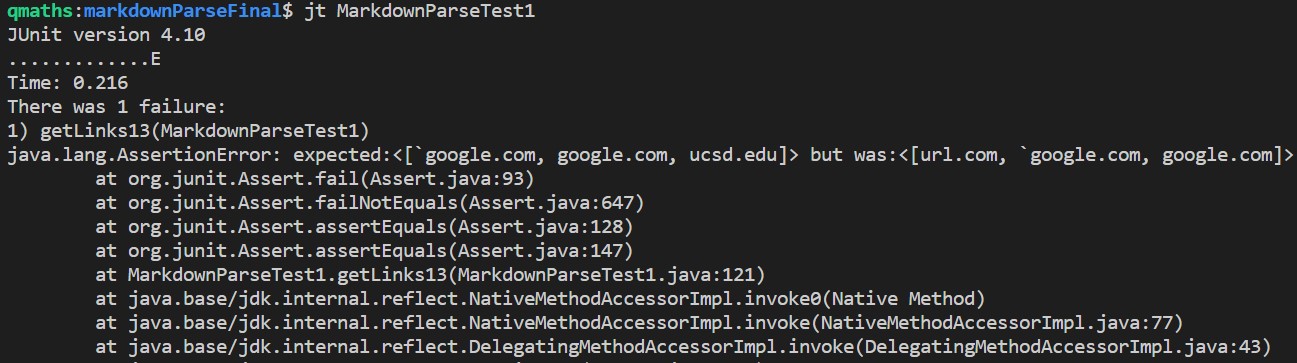 qmaths:markdownParseFinal$ jt MarkdownParseTest1
JUnit version 4.10
.............E
Time: 0.216
There was 1 failure:
1) getLinks13(MarkdownParseTest1)
java.lang.AssertionError: expected:<[`google.com, google.com, ucsd.edu]> but was:<[url.com, `google.com, google.com]>
        at org.junit.Assert.fail(Assert.java:93)
        at org.junit.Assert.failNotEquals(Assert.java:647)
        at org.junit.Assert.assertEquals(Assert.java:128)
        at org.junit.Assert.assertEquals(Assert.java:147)
        at MarkdownParseTest1.getLinks13(MarkdownParseTest1.java:121)
        at java.base/jdk.internal.reflect.NativeMethodAccessorImpl.invoke0(Native Method)
        at java.base/jdk.internal.reflect.NativeMethodAccessorImpl.invoke(NativeMethodAccessorImpl.java:77)
        at java.base/jdk.internal.reflect.DelegatingMethodAccessorImpl.invoke(DelegatingMethodAccessorImpl.java:43)